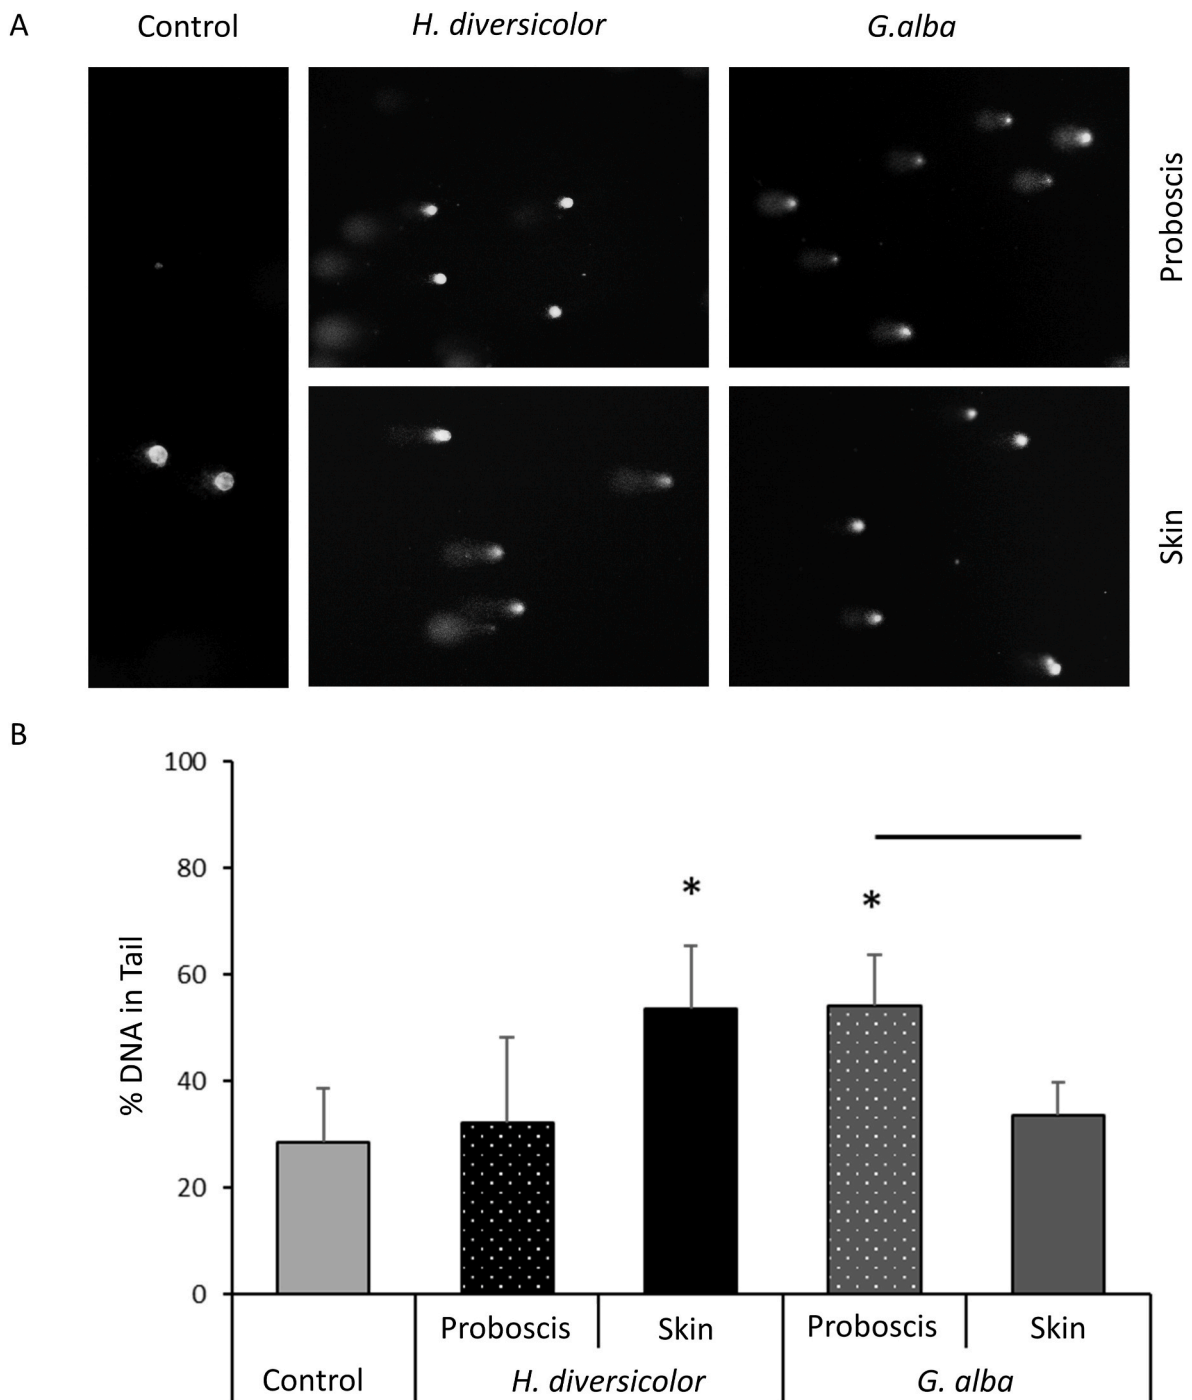 A
Control
H. diversicolor
G.alba
Proboscis
Skin
B
100
80
60
40
20
0
% DNA in Tail
*
*
Proboscis
Skin
Proboscis
Skin
Control
H. diversicolor
G. alba